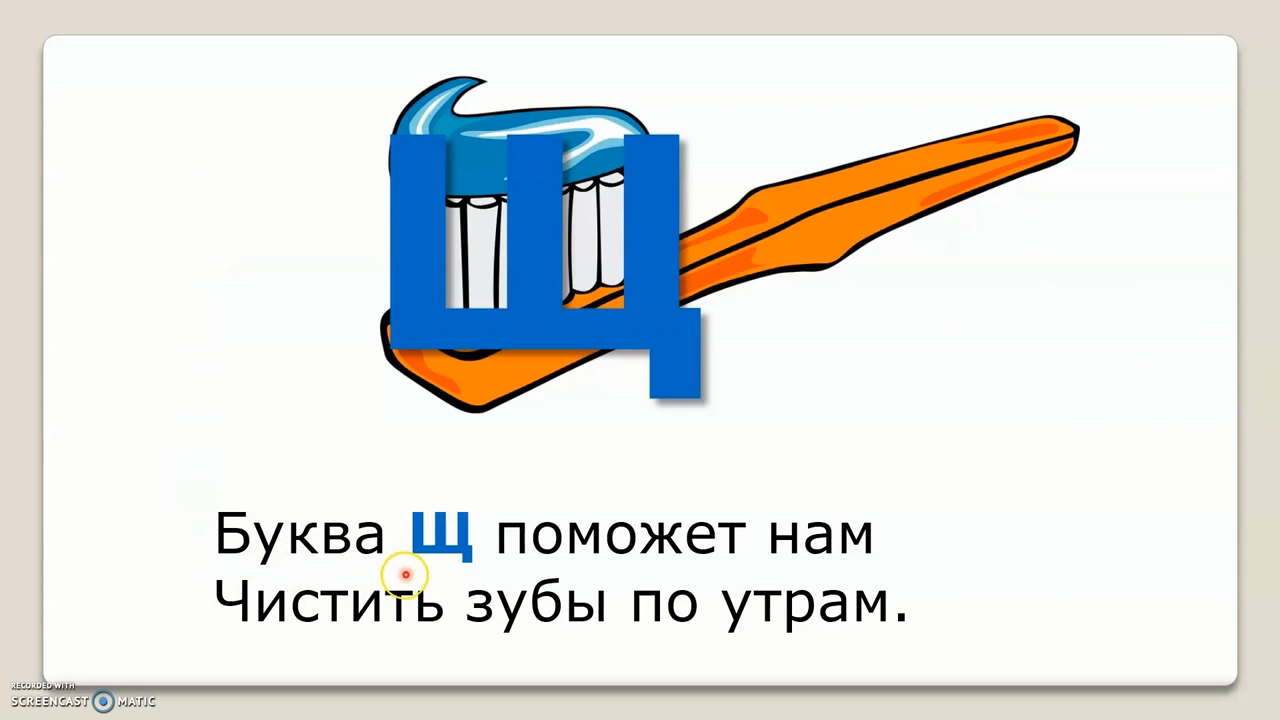 Щ
Буква Щ поможет нам
Чистить зубы по утрам.
RECORDED WITH
SCREENCAST MATIC